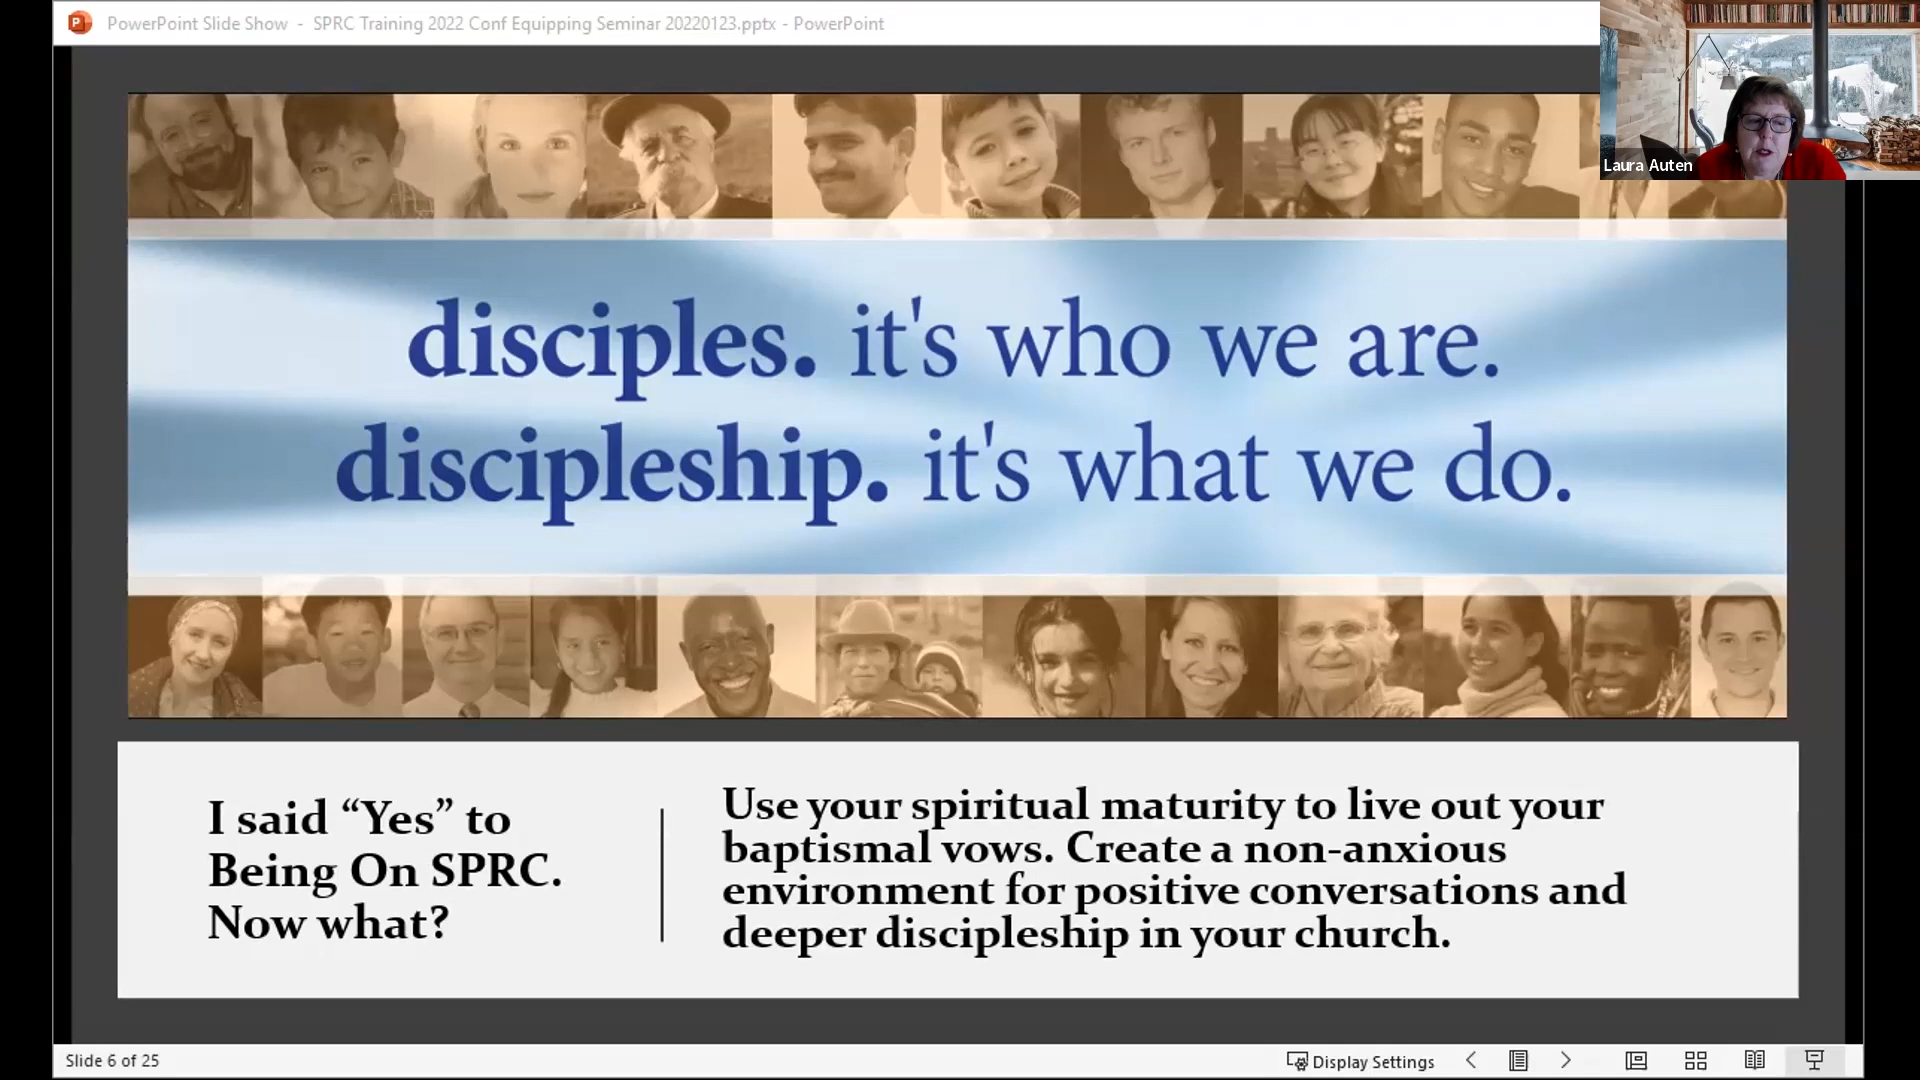 PowerPoint Slide Show - SPRC Training 2022 Conf Equipping Seminar 20220123.pptx - PowerPoint
Laura Auten
disciples. it's who we are.
discipleship. it's what we do.
I said “Yes” to
Being On SPRC.
Now what?
Use your spiritual maturity to live out your
baptismal vows. Create a non-anxious
environment for positive conversations and
deeper discipleship in your church.
Slide 6 of 25
Display Settings